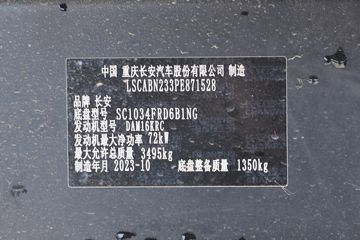 中国 重庆长安汽车股份有限公司 制造
LSCABN233PE871528
品牌 长安
底盘型号 SC1034FRD6B1NG
发动机型号 DAM16KRC
发动机最大净功率 72kW
最大允许总质量 3495kg
制造年月 2023-10 底盘整备质量 1350kg